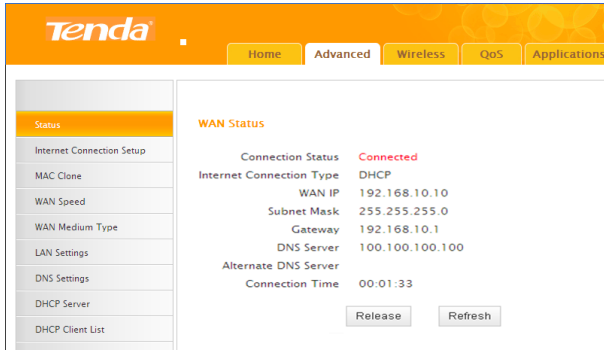 Tenda
Home Advanced Wireless QoS Applications
Status
Internet Connection Setup
MAC Clone
WAN Speed
WAN Medium Type
LAN Settings
DNS Settings
DHCP Server
DHCP Client List
WAN Status
Connection Status Connected
Internet Connection Type DHCP
WAN IP 192.168.10.10
Subnet Mask 255.255.255.0
Gateway 192.168.10.1
DNS Server 100.100.100.100
Alternate DNS Server
Connection Time 00:01:33
Release Refresh